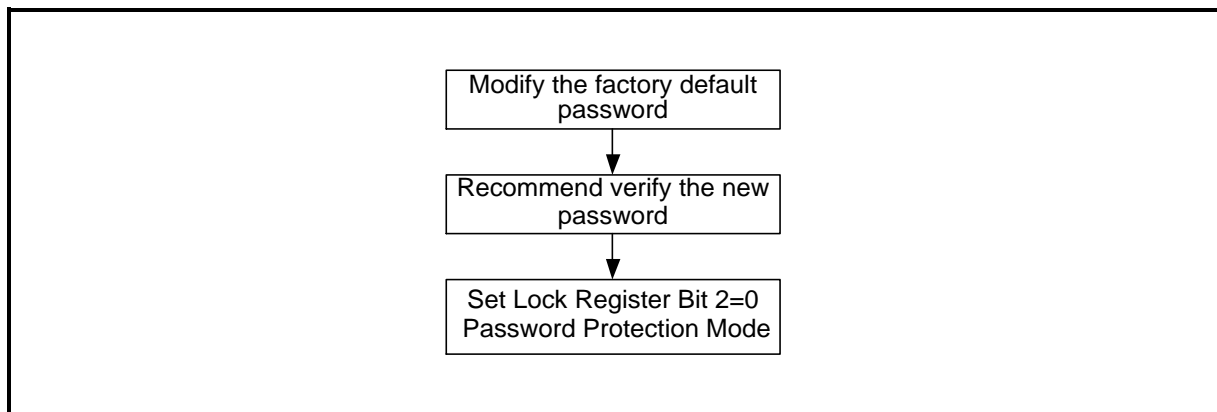 Modify the factory default
password
Recommend verify the new
password
Set Lock Register Bit 2=0
Password Protection Mode